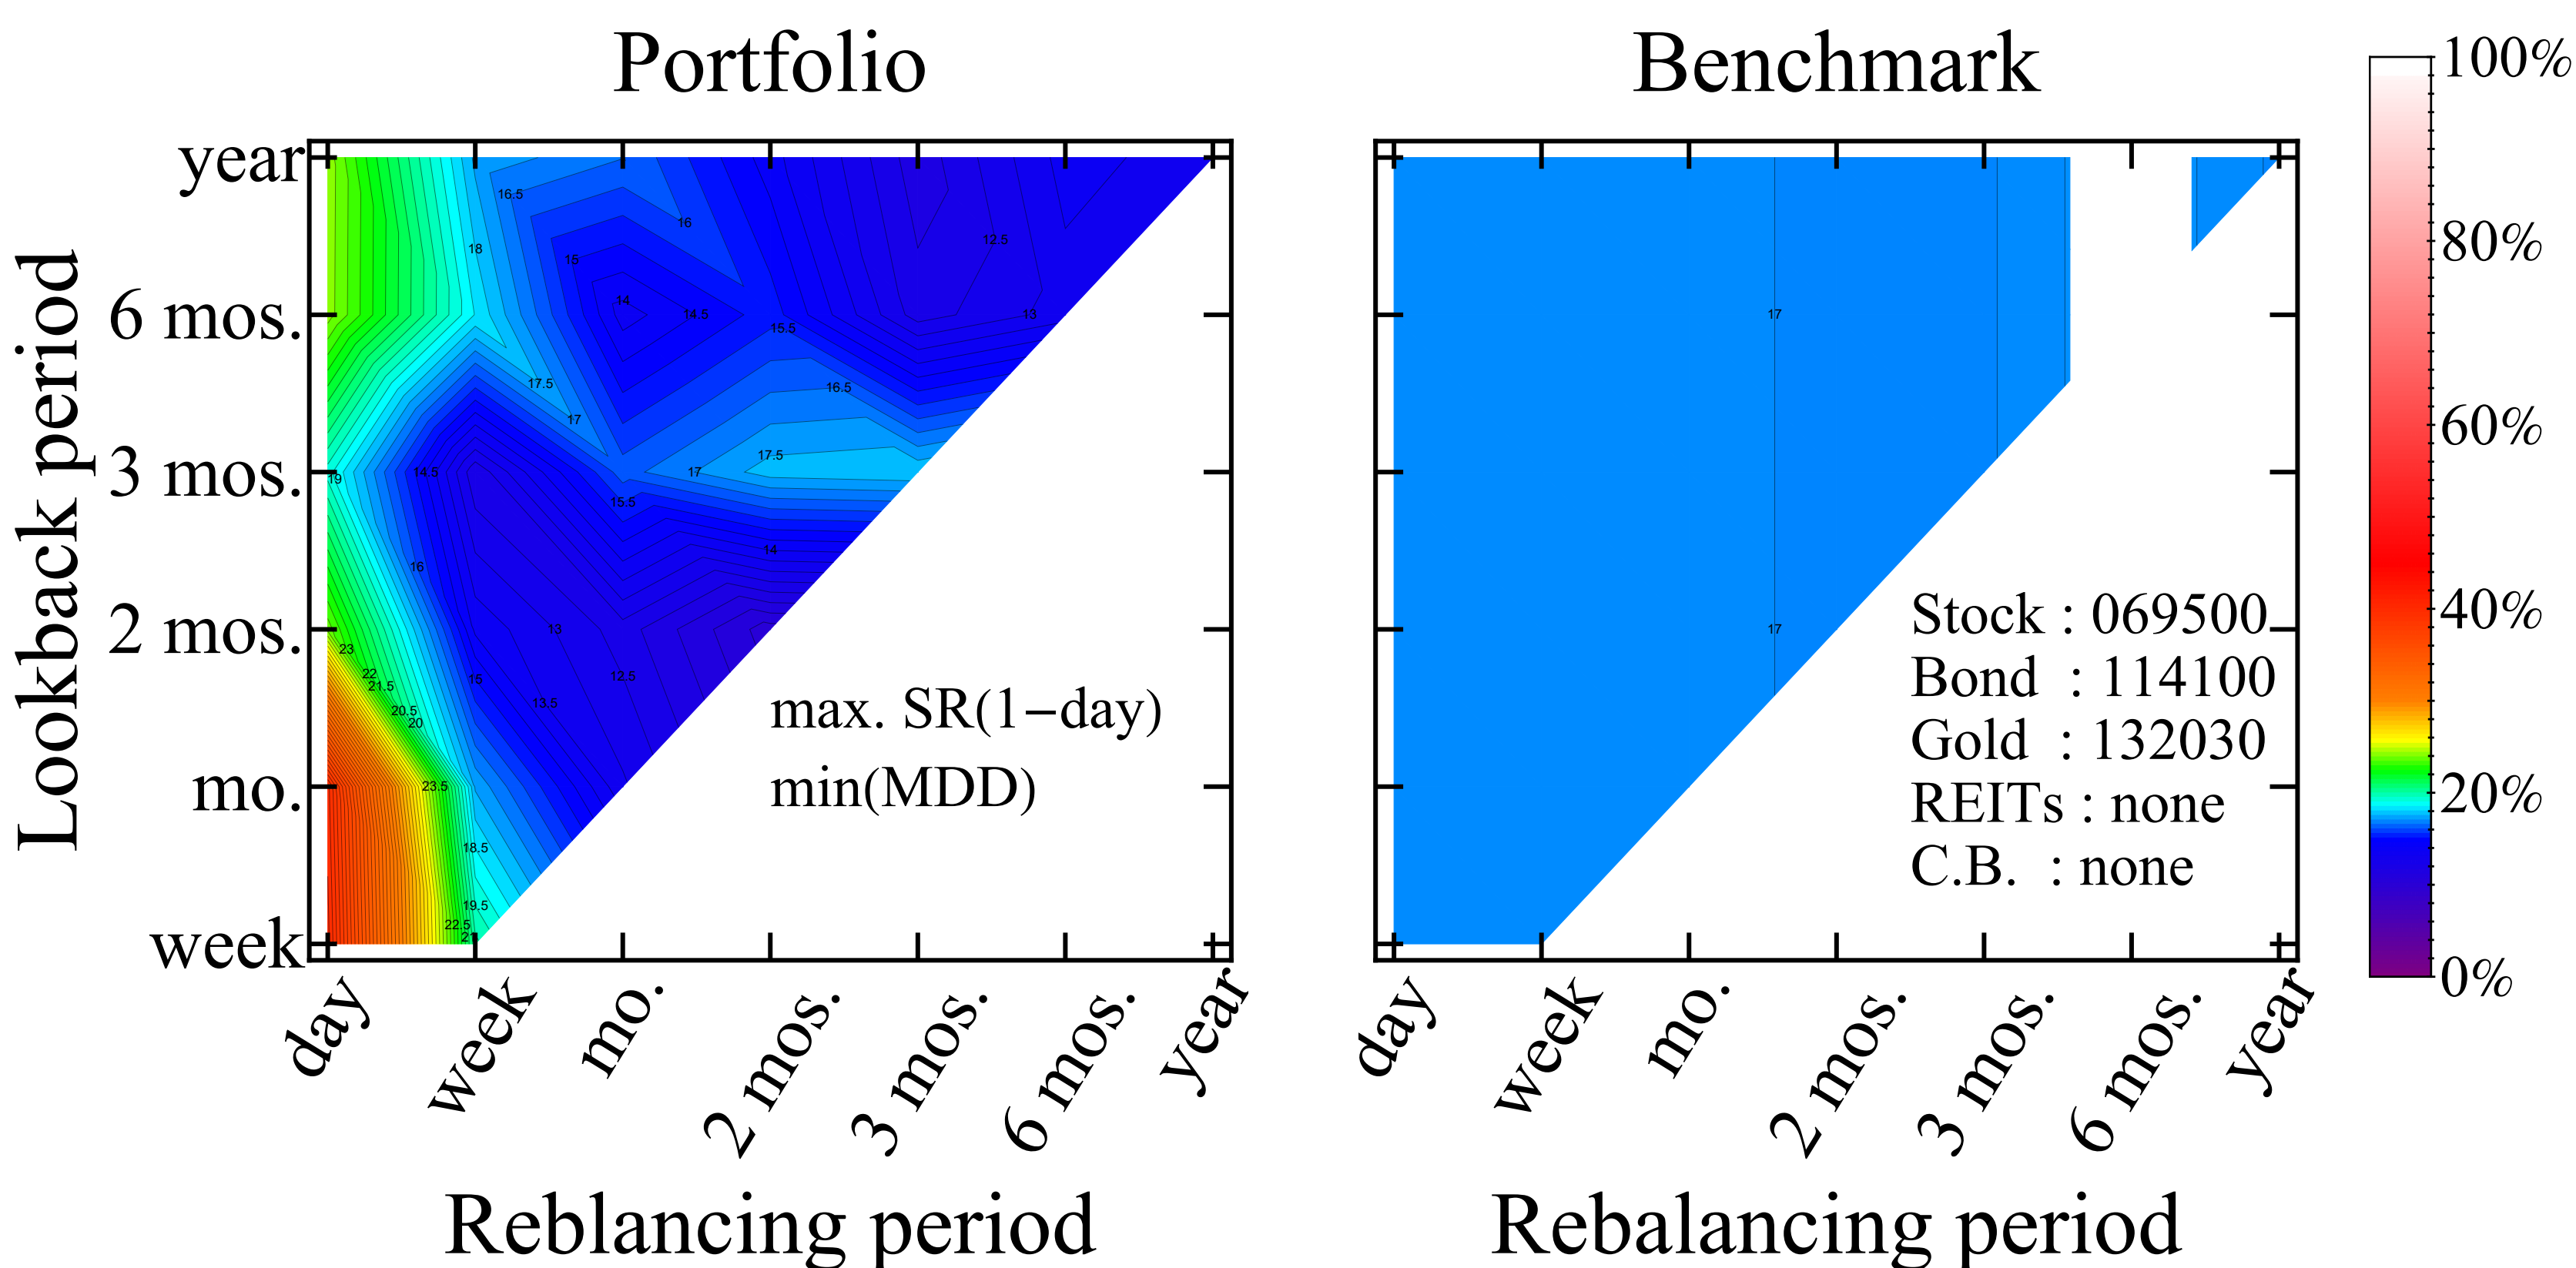 Portfolio
Benchmark
Lookback period
year
6 mos.
3 mos.
2 mos.
mo.
week
16.5
16
18
15
12.5
14
14.5
13
15.5
17.5
16.5
17
17.5
17
19
14.5
15.5
14
16
13
23
22
21.5
15
12.5
13.5
20.5
20
23.5
18.5
19.5
22.5
21
max. SR(1−day)
min(MDD)
day
week
mo.
2 mos.
3 mos.
6 mos.
year
Reblancing period
17
17
Stock : 069500
Bond : 114100
Gold : 132030
REITs : none
C.B. : none
day
week
mo.
2 mos.
3 mos.
6 mos.
year
Rebalancing period
100%
80%
60%
40%
20%
0%